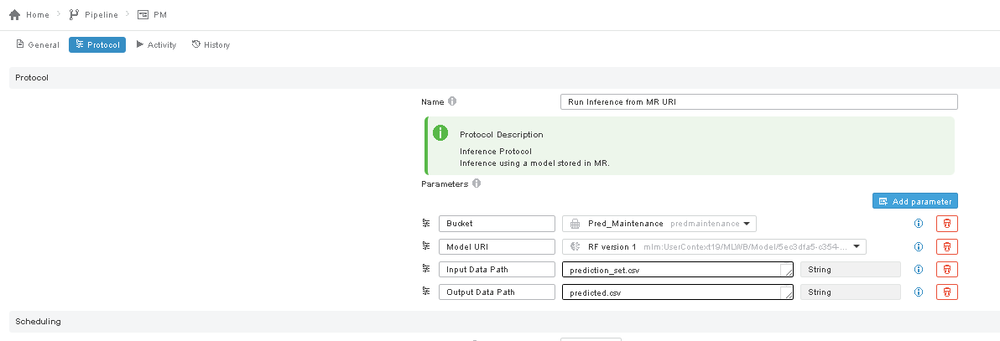 Home Pipeline PM
General Protocol Activity History
Protocol
Name Run Inference from MR URI
Protocol Description
Inference Protocol
Inference using a model stored in MR.
Parameters
Add parameter
Bucket Pred_Maintenance predmaintenance
Model URI RF version 1 mlm:UserContext19/MLWB/Model/5ec3dfa5-c354-...
Input Data Path prediction_set.csv String
Output Data Path predicted.csv String
Scheduling